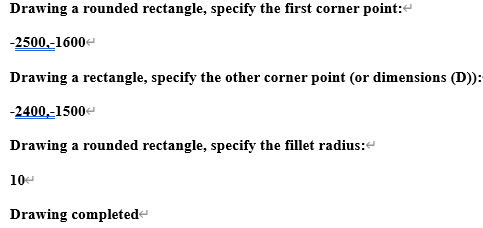 Drawing a rounded rectangle, specify the first corner point:
-2500,-1600
Drawing a rectangle, specify the other corner point (or dimensions (D)):
-2400,-1500
Drawing a rounded rectangle, specify the fillet radius:
10
Drawing completed